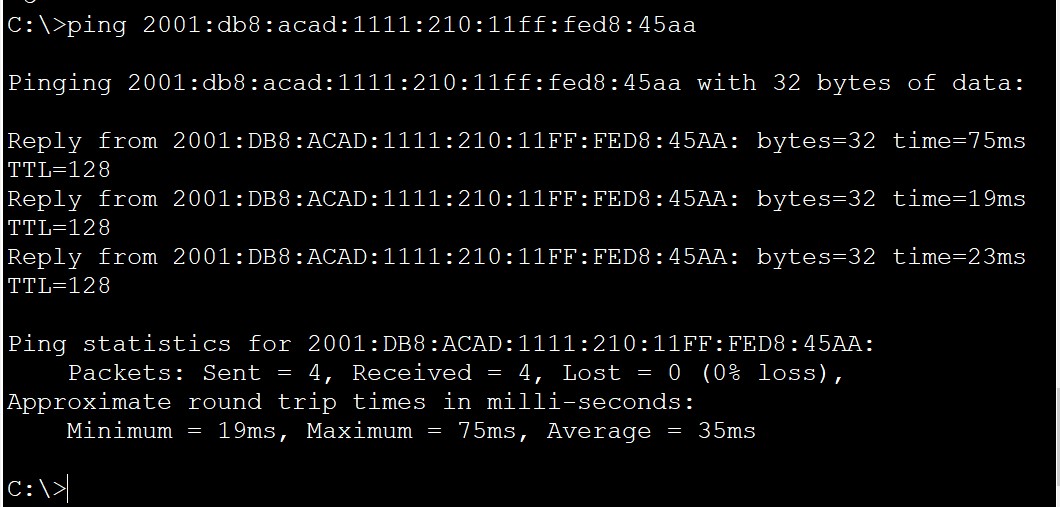 C:\>ping 2001:db8:acad:1111:210:11ff:fed8:45aa
Pinging 2001:db8:acad:1111:210:11ff:fed8:45aa with 32 bytes of data:
Reply from 2001:DB8:ACAD:1111:210:11FF:FED8:45AA: bytes=32 time=75ms
TTL=128
Reply from 2001:DB8:ACAD:1111:210:11FF:FED8:45AA: bytes=32 time=19ms
TTL=128
Reply from 2001:DB8:ACAD:1111:210:11FF:FED8:45AA: bytes=32 time=23ms
TTL=128
Ping statistics for 2001:DB8:ACAD:1111:210:11FF:FED8:45AA:
    Packets: Sent = 4, Received = 4, Lost = 0 (0% loss),
Approximate round trip times in milli-seconds:
    Minimum = 19ms, Maximum = 75ms, Average = 35ms
C:\>